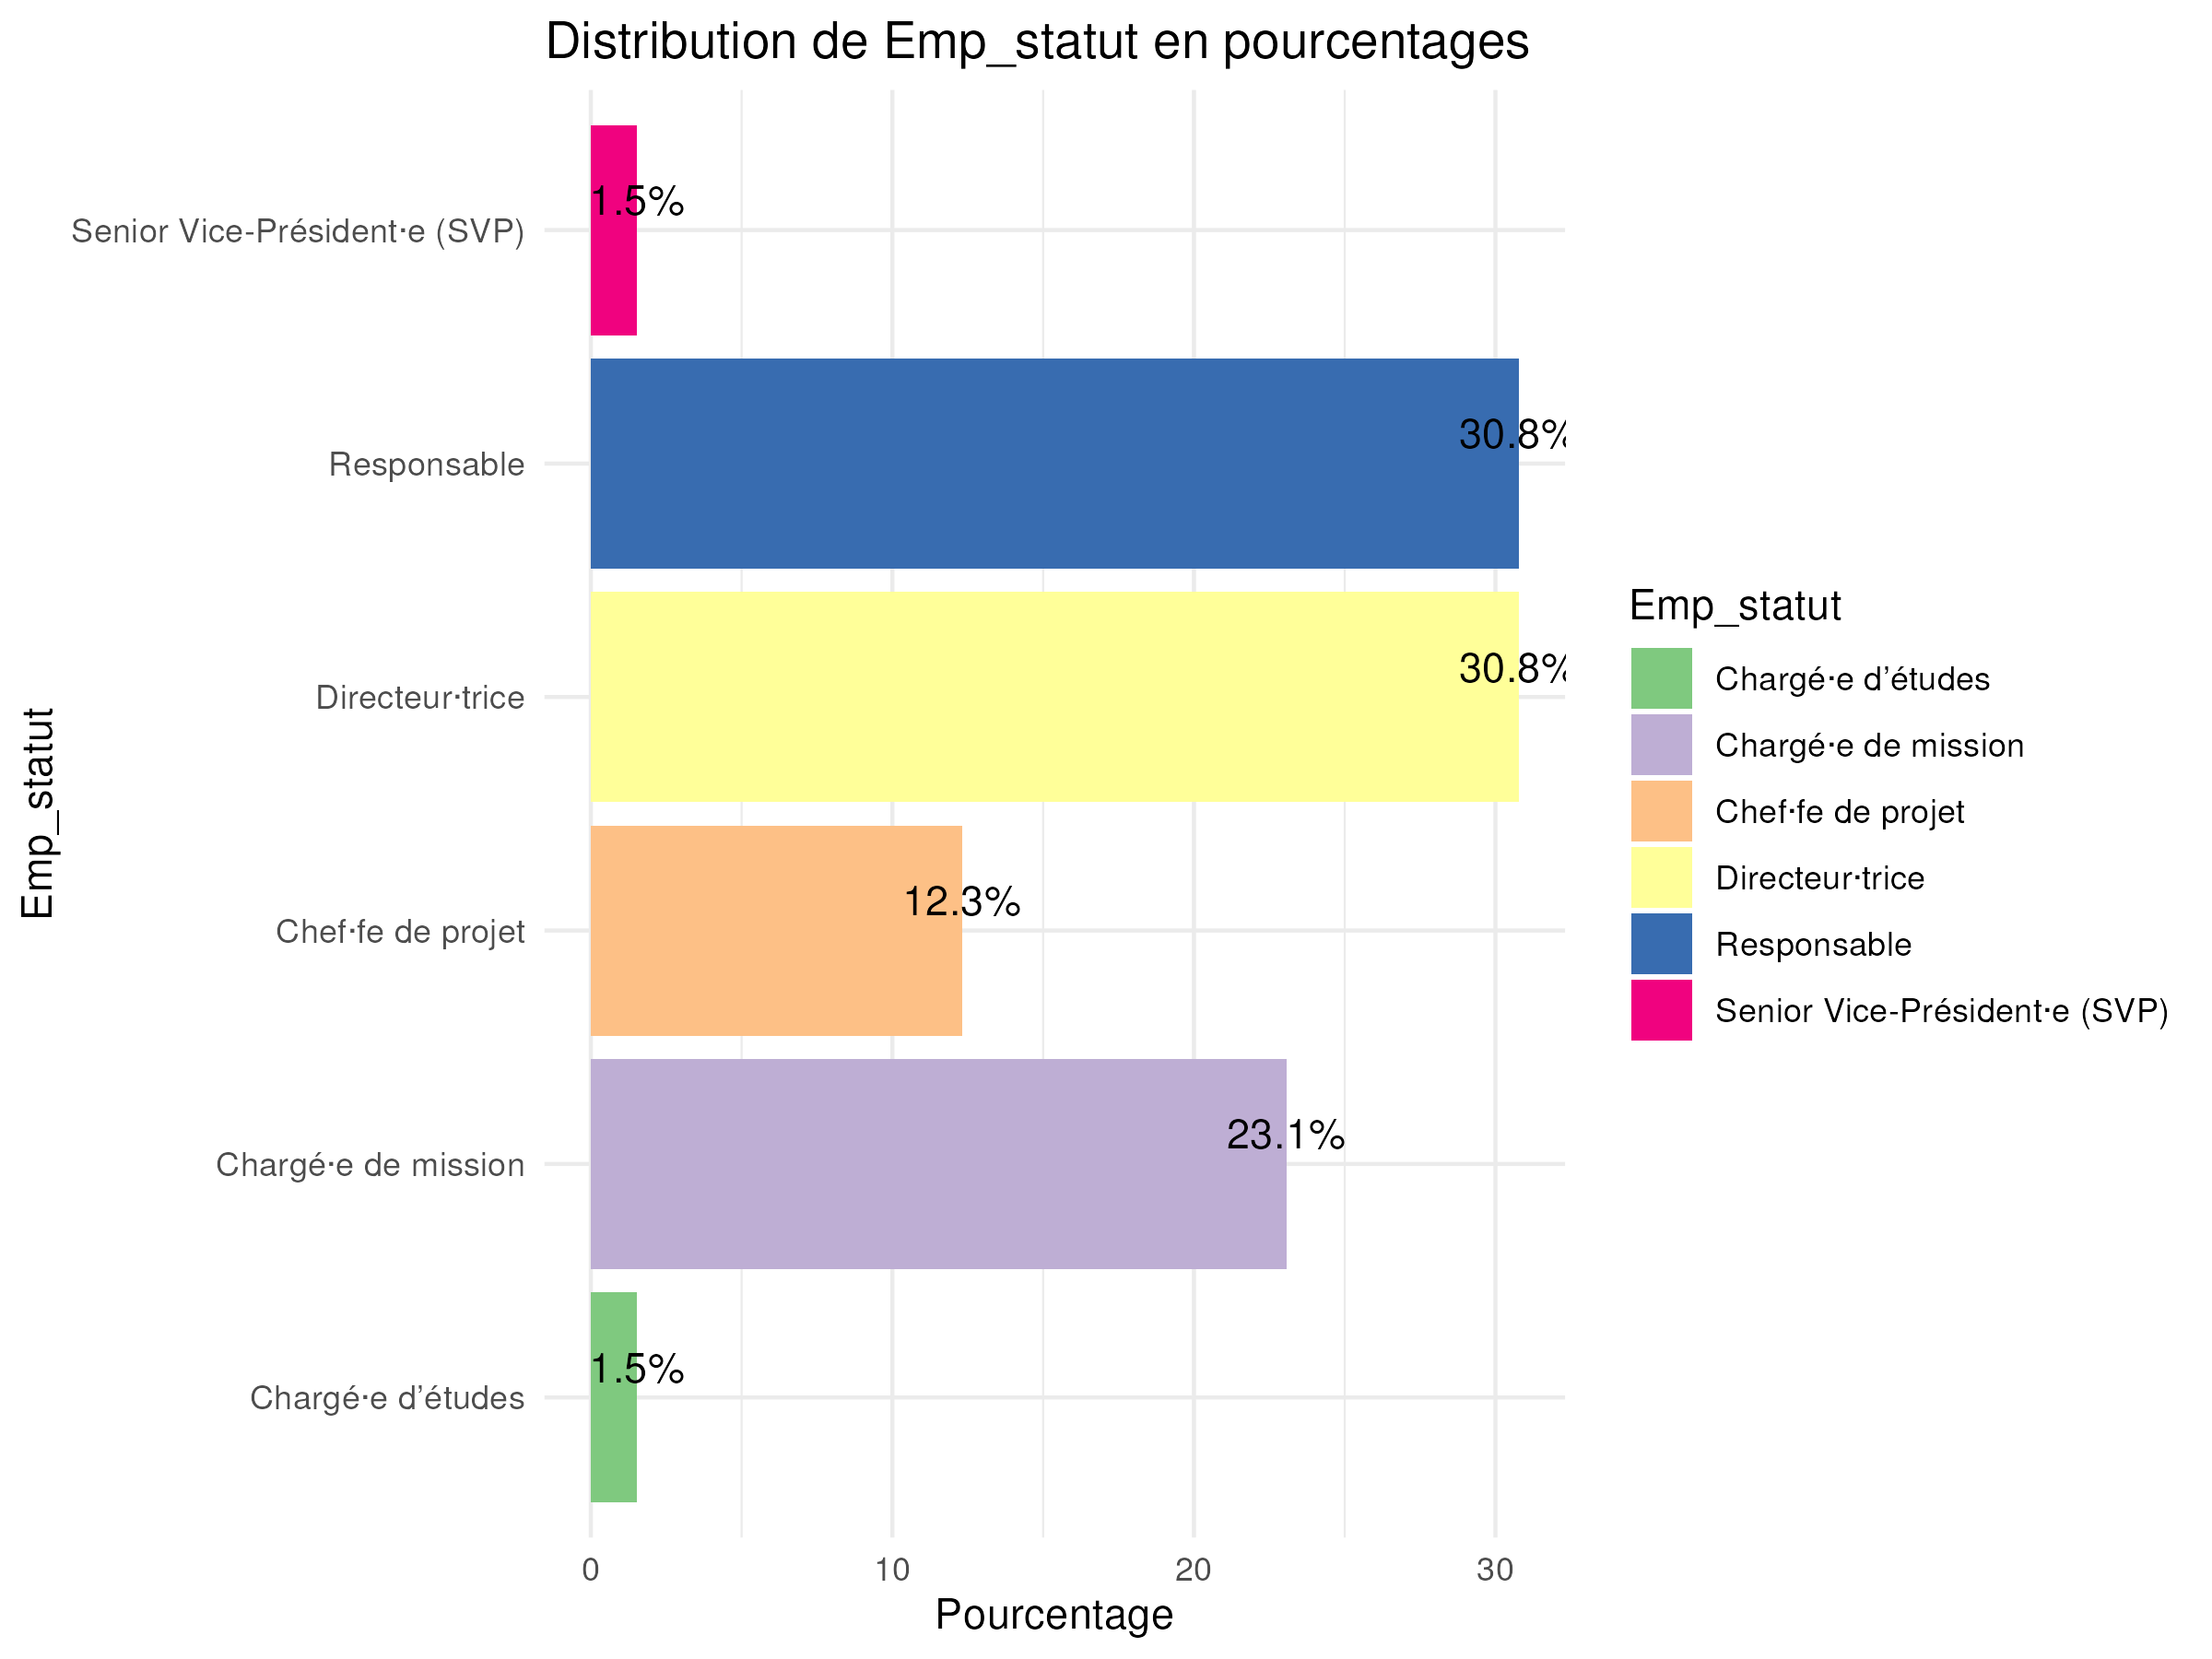 Distribution de Emp_statut en pourcentages
Emp_statut
Senior Vice-Président·e (SVP)
1.5%
Responsable
30.8%
Directeur·trice
30.8%
Chef·fe de projet
12.3%
Chargé·e de mission
23.1%
Chargé·e d’études
1.5%
0 10 20 30
Pourcentage
Emp_statut
Chargé·e d’études
Chargé·e de mission
Chef·fe de projet
Directeur·trice
Responsable
Senior Vice-Président·e (SVP)